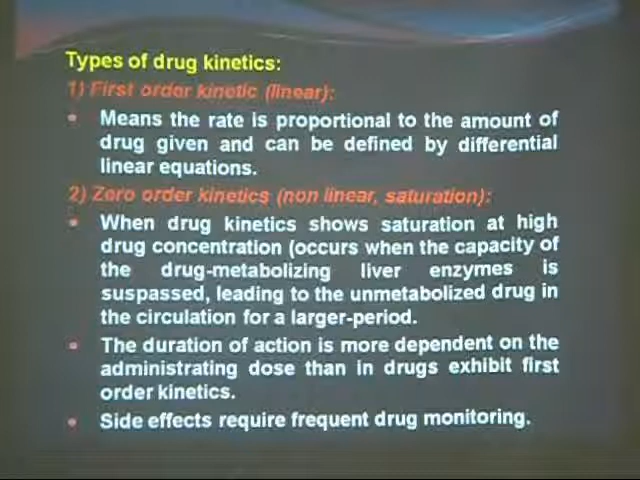 Types of drug kinetics:
1) First order kinetic (linear):
Means the rate is proportional to the amount of
drug given and can be defined by differential
linear equations.
2) Zero order kinetics (non linear, saturation):
When drug kinetics shows saturation at high
drug concentration (occurs when the capacity of
the drug-metabolizing liver enzymes is
suspassed, leading to the unmetabolized drug in
the circulation for a larger-period.
The duration of action is more dependent on the
administrating dose than in drugs exhibit first
order kinetics.
Side effects require frequent drug monitoring.